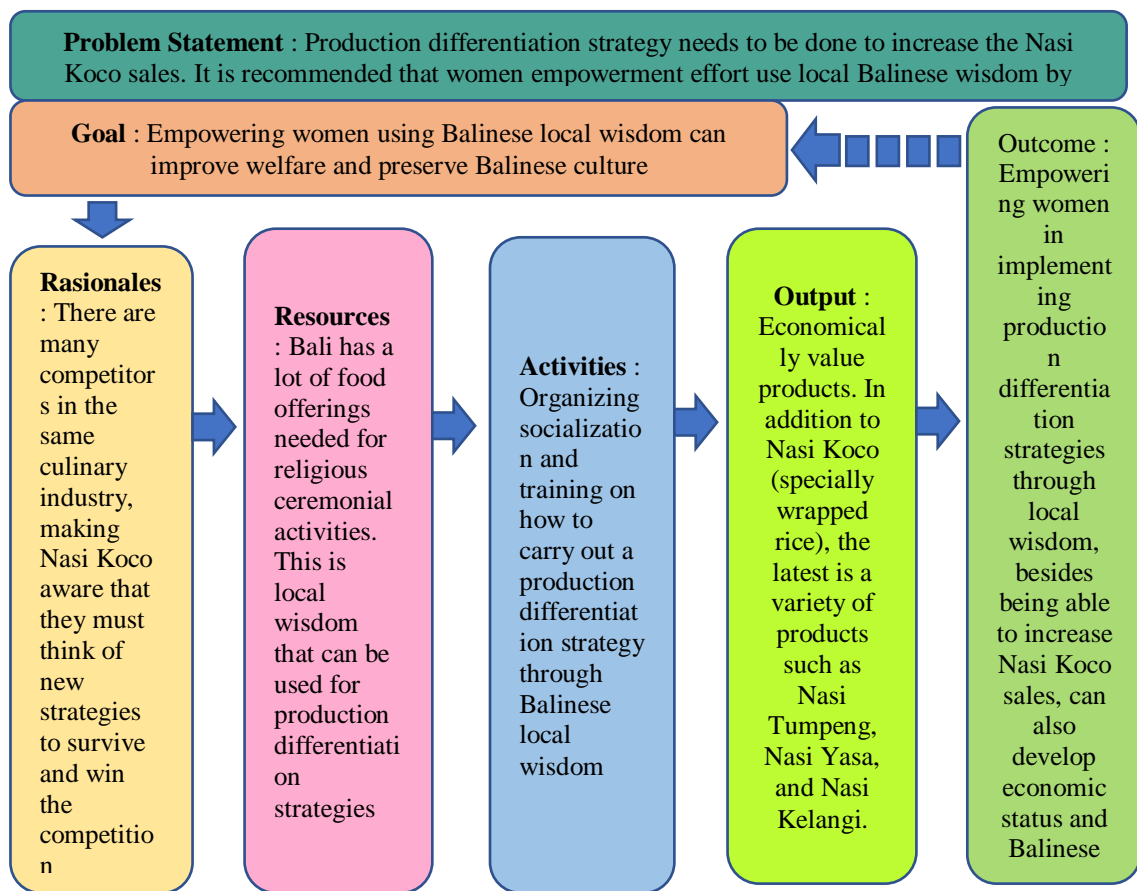 Problem Statement : Production differentiation strategy needs to be done to increase the Nasi
Koco sales. It is recommended that women empowerment effort use local Balinese wisdom by
Goal : Empowering women using Balinese local wisdom can
improve welfare and preserve Balinese culture
Rasionales
: There are
many
competitor
s in the
same
culinary
industry,
making
Nasi Koco
aware that
they must
think of
new
strategies
to survive
and win
the
competitio
n
Resources
: Bali has a
lot of food
offerings
needed for
religious
ceremonial
activities.
This is
local
wisdom
that can be
used for
production
differentiati
on
strategies
Activities :
Organizing
socializatio
n and
training on
how to
carry out a
production
differentiat
ion strategy
through
Balinese
local
wisdom
Output :
Economical
ly value
products. In
addition to
Nasi Koco
(specially
wrapped
rice), the
latest is a
variety of
products
such as
Nasi
Tumpeng,
Nasi Yasa,
and Nasi
Kelangi.
Outcome :
Empoweri
ng women
in
implement
ing
productio
n
differentia
tion
strategies
through
local
wisdom,
besides
being able
to increase
Nasi Koco
sales, can
also
develop
economic
status and
Balinese